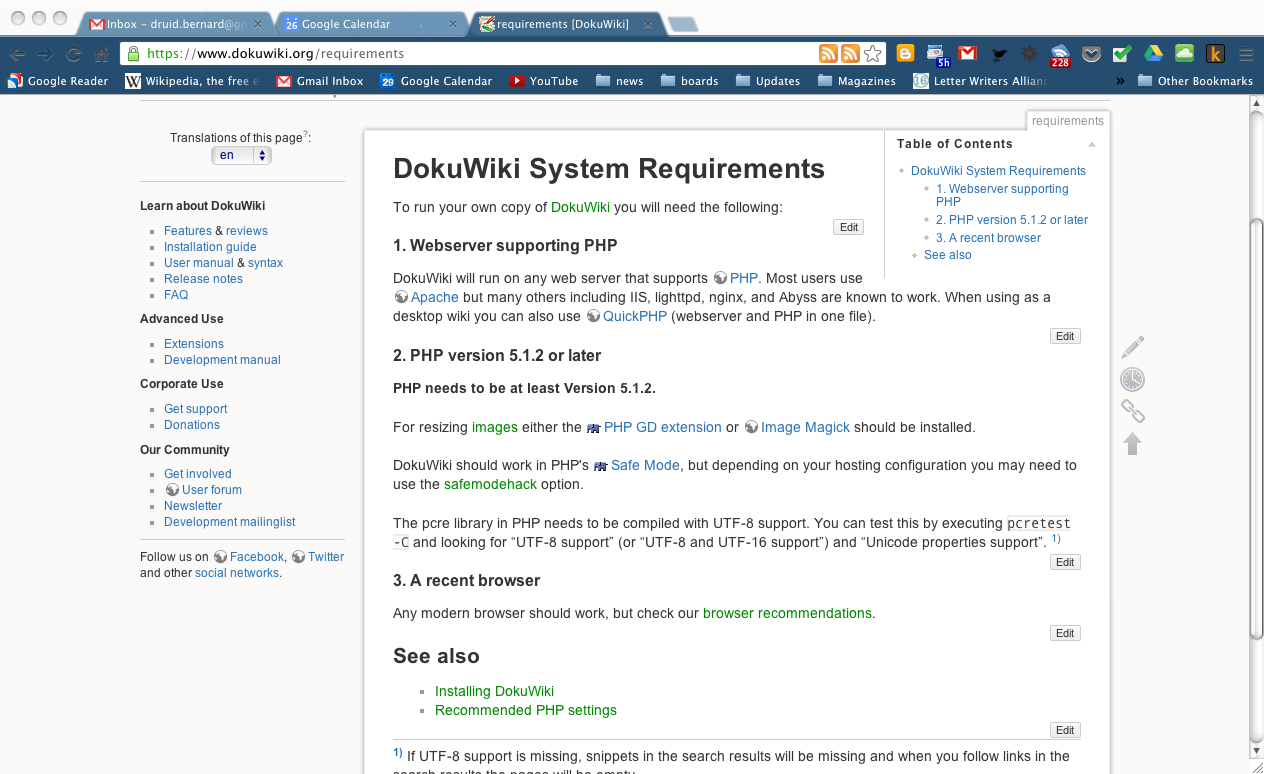 Inbox – druid.bernard@gr
26 Google Calendar
requirements [DokuWiki]
https://www.dokuwiki.org/requirements
5h
228
k
Google Reader
W Wikipedia, the free e
Gmail Inbox
29 Google Calendar
YouTube
news
boards
Updates
Magazines
Letter Writers Allianc
»
Other Bookmarks
requirements
Translations of this page?:
en
Learn about DokuWiki
Features & reviews
Installation guide
User manual & syntax
Release notes
FAQ
Advanced Use
Extensions
Development manual
Corporate Use
Get support
Donations
Our Community
Get involved
User forum
Newsletter
Development mailinglist
Follow us on Facebook, Twitter
and other social networks.
Table of Contents
DokuWiki System Requirements
1. Webserver supporting
PHP
2. PHP version 5.1.2 or later
3. A recent browser
See also
DokuWiki System Requirements
To run your own copy of DokuWiki you will need the following:
Edit
1. Webserver supporting PHP
DokuWiki will run on any web server that supports PHP. Most users use
Apache but many others including IIS, lighttpd, nginx, and Abyss are known to work. When using as a
desktop wiki you can also use QuickPHP (webserver and PHP in one file).
Edit
2. PHP version 5.1.2 or later
PHP needs to be at least Version 5.1.2.
For resizing images either the PHP GD extension or Image Magick should be installed.
DokuWiki should work in PHP's Safe Mode, but depending on your hosting configuration you may need to
use the safemodehack option.
The pcre library in PHP needs to be compiled with UTF-8 support. You can test this by executing pcretest
-C and looking for “UTF-8 support” (or “UTF-8 and UTF-16 support”) and “Unicode properties support”. 1)
Edit
3. A recent browser
Any modern browser should work, but check our browser recommendations.
Edit
See also
Installing DokuWiki
Recommended PHP settings
Edit
1) If UTF-8 support is missing, snippets in the search results will be missing and when you follow links in the
search results the pages will be empty